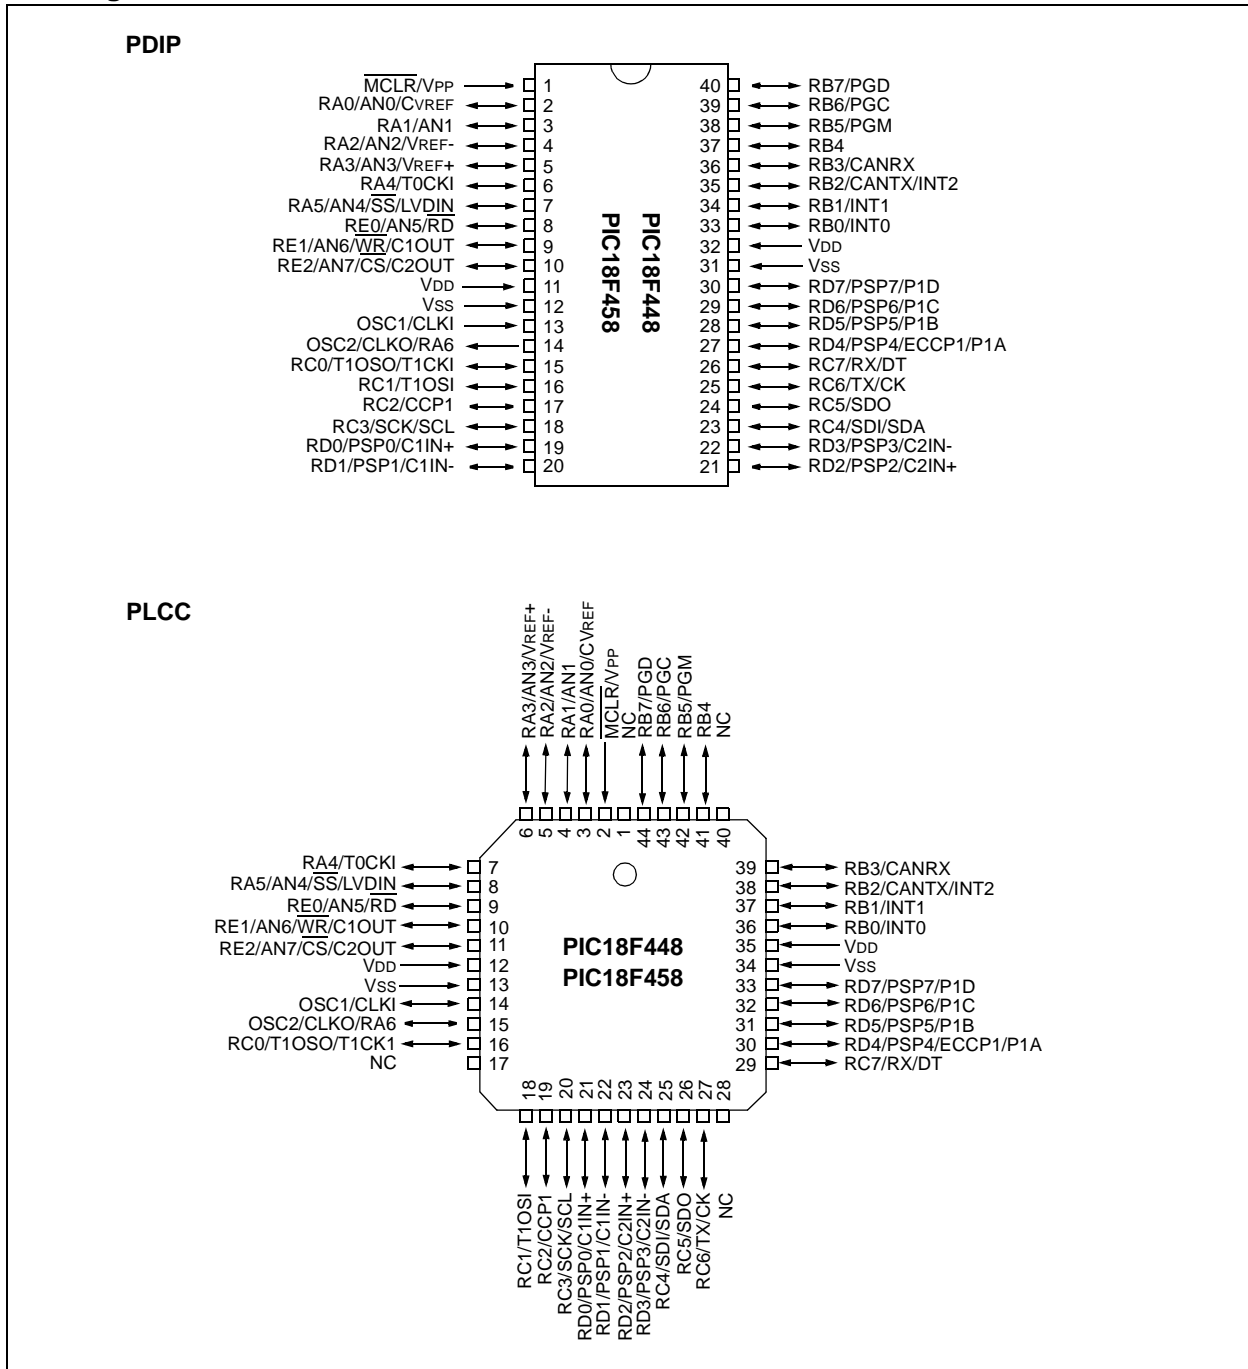 PDIP
MCLR/VPP
RA0/AN0/CVREF
RA1/AN1
RA2/AN2/VREF-
RA3/AN3/VREF+
RA4/T0CKI
RA5/AN4/SS/LVDIN
RE0/AN5/RD
RE1/AN6/WR/C1OUT
RE2/AN7/CS/C2OUT
VDD
VSS
OSC1/CLKI
OSC2/CLKO/RA6
RC0/T1OSO/T1CKI
RC1/T1OSI
RC2/CCP1
RC3/SCK/SCL
RD0/PSP0/C1IN+
RD1/PSP1/C1IN-
1
2
3
4
5
6
7
8
9
10
11
12
13
14
15
16
17
18
19
20
PIC18F448
PIC18F458
40
39
38
37
36
35
34
33
32
31
30
29
28
27
26
25
24
23
22
21
RB7/PGD
RB6/PGC
RB5/PGM
RB4
RB3/CANRX
RB2/CANTX/INT2
RB1/INT1
RB0/INT0
VDD
VSS
RD7/PSP7/P1D
RD6/PSP6/P1C
RD5/PSP5/P1B
RD4/PSP4/ECCP1/P1A
RC7/RX/DT
RC6/TX/CK
RC5/SDO
RC4/SDI/SDA
RD3/PSP3/C2IN-
RD2/PSP2/C2IN+
PLCC
RA3/AN3/VREF+
RA2/AN2/VREF-
RA1/AN1
RA0/AN0/CVREF
MCLR/VPP
NC
RB7/PGD
RB6/PGC
RB5/PGM
RB4
NC
6
5
4
3
2
1
44
43
42
41
40
RA4/T0CKI
RA5/AN4/SS/LVDIN
RE0/AN5/RD
RE1/AN6/WR/C1OUT
RE2/AN7/CS/C2OUT
VDD
VSS
OSC1/CLKI
OSC2/CLKO/RA6
RC0/T1OSO/T1CK1
NC
7
8
9
10
11
12
13
14
15
16
17
PIC18F448
PIC18F458
39
38
37
36
35
34
33
32
31
30
29
RB3/CANRX
RB2/CANTX/INT2
RB1/INT1
RB0/INT0
VDD
VSS
RD7/PSP7/P1D
RD6/PSP6/P1C
RD5/PSP5/P1B
RD4/PSP4/ECCP1/P1A
RC7/RX/DT
18
19
20
21
22
23
24
25
26
27
28
RC1/T1OSI
RC2/CCP1
RC3/SCK/SCL
RD0/PSP0/C1IN+
RD1/PSP1/C1IN-
RD2/PSP2/C2IN+
RD3/PSP3/C2IN-
RC4/SDI/SDA
RC5/SDO
RC6/TX/CK
NC